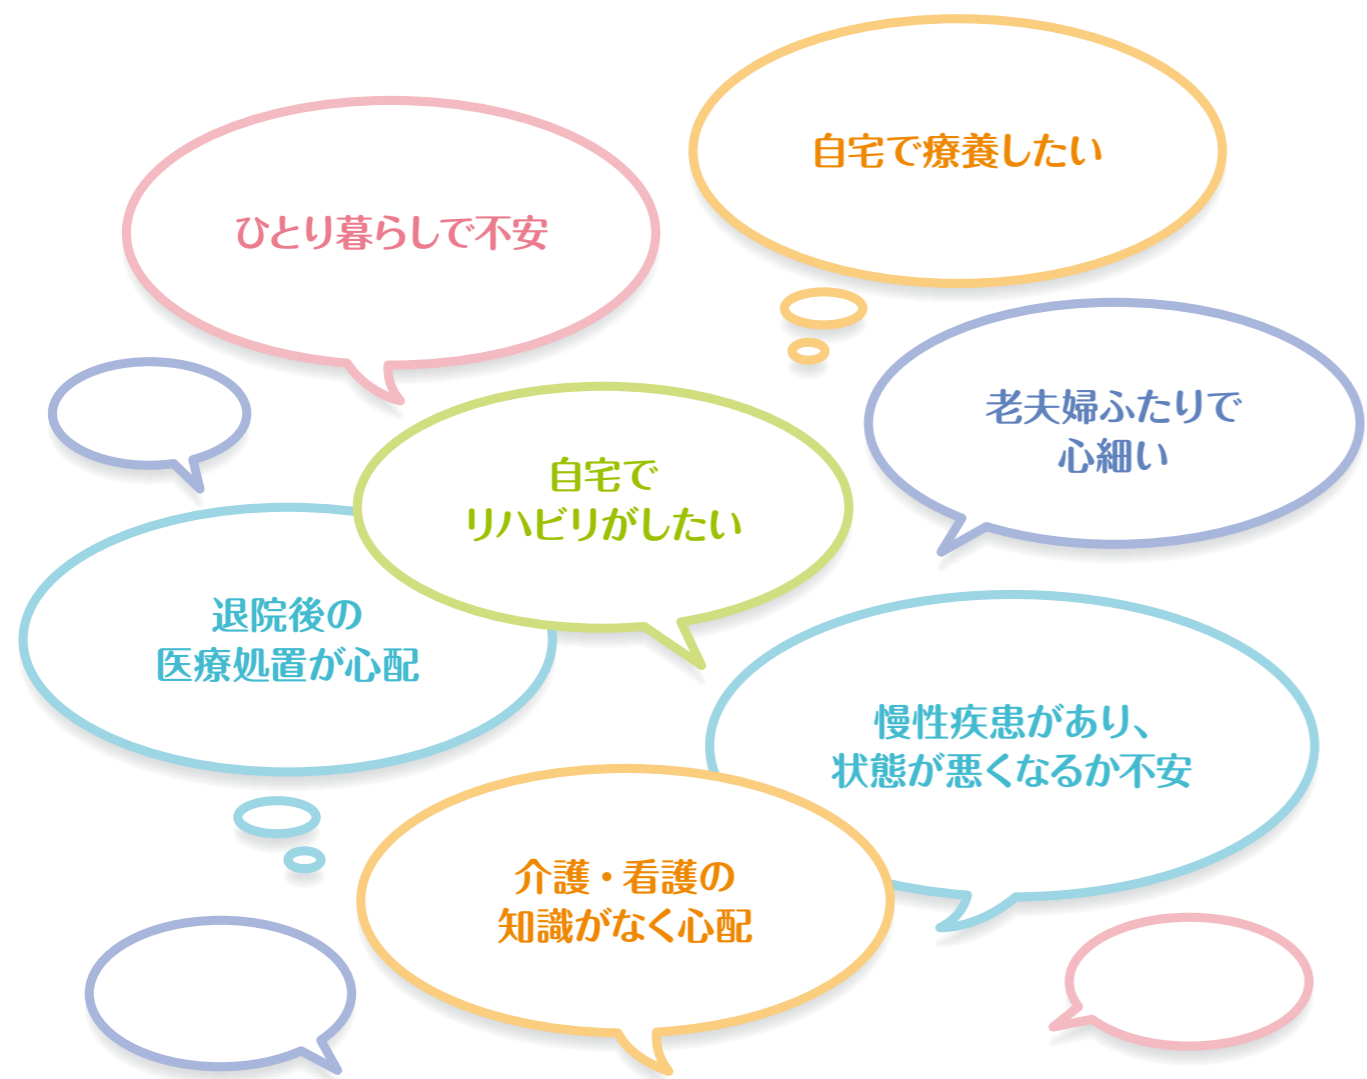 自宅で療養したい
ひとり暮らしで不安
老夫婦ふたりで
心細い
自宅で
リハビリがしたい
退院後の
医療処置が心配
慢性疾患があり、
状態が悪くなるか不安
介護・看護の
知識がなく心配